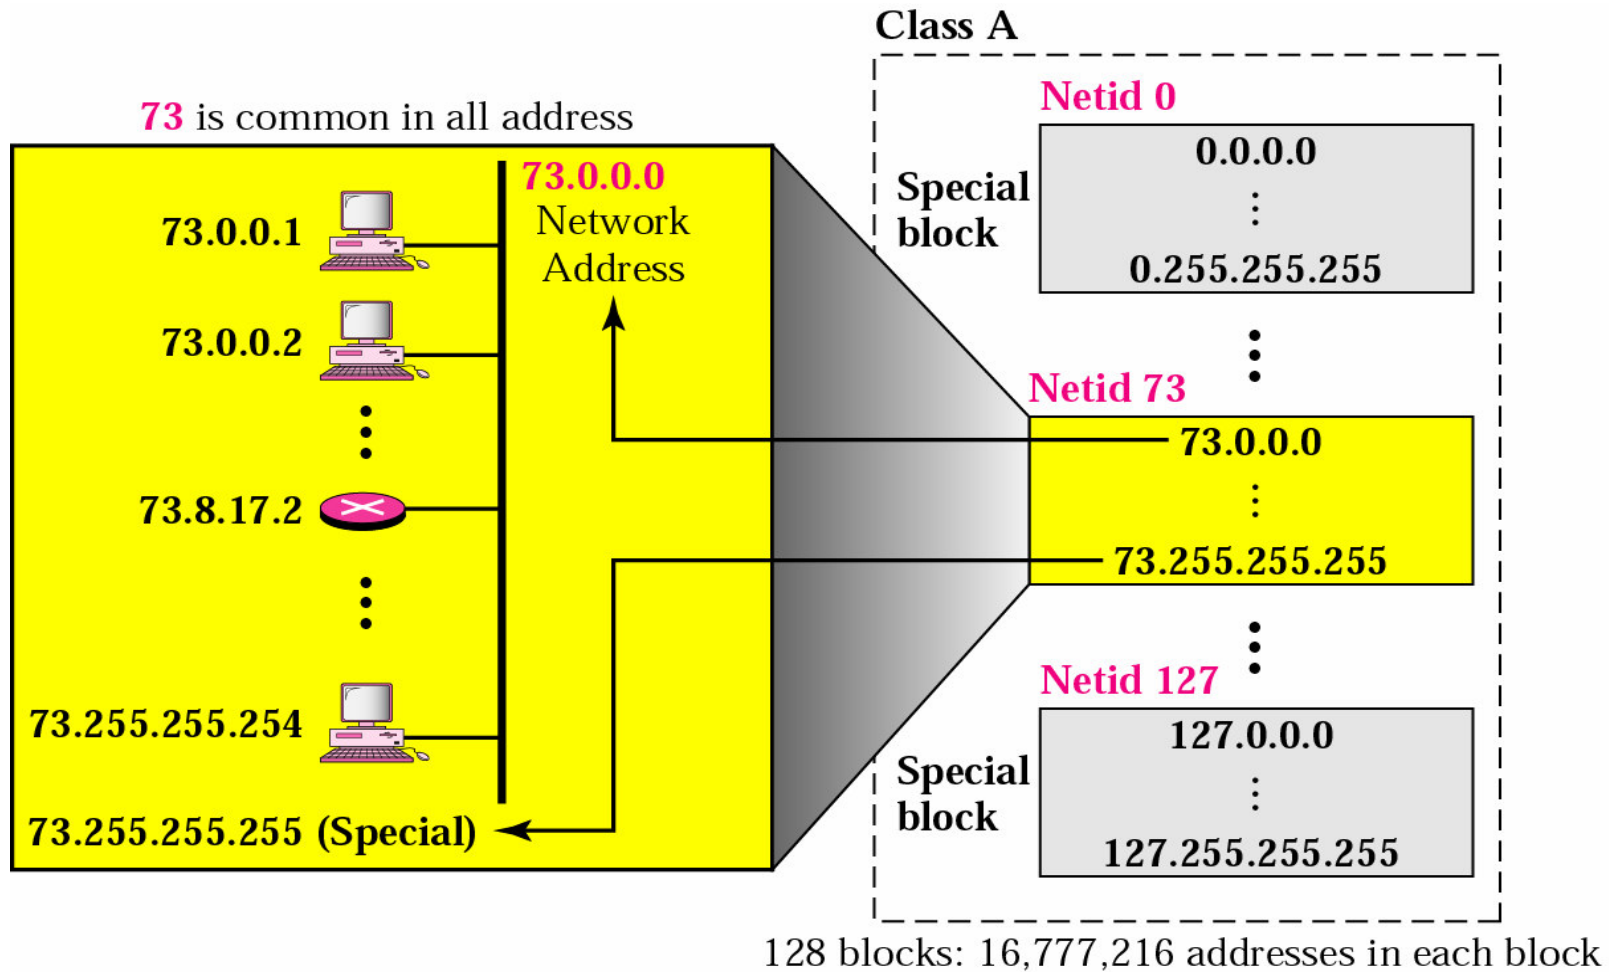 Class A
73 is common in all address
73.0.0.0
Network
Address
73.0.0.1
73.0.0.2
73.8.17.2
73.255.255.254
73.255.255.255 (Special)
Netid 0
Special
block
0.0.0.0
0.255.255.255
Netid 73
73.0.0.0
73.255.255.255
Netid 127
Special
block
127.0.0.0
127.255.255.255
128 blocks: 16,777,216 addresses in each block